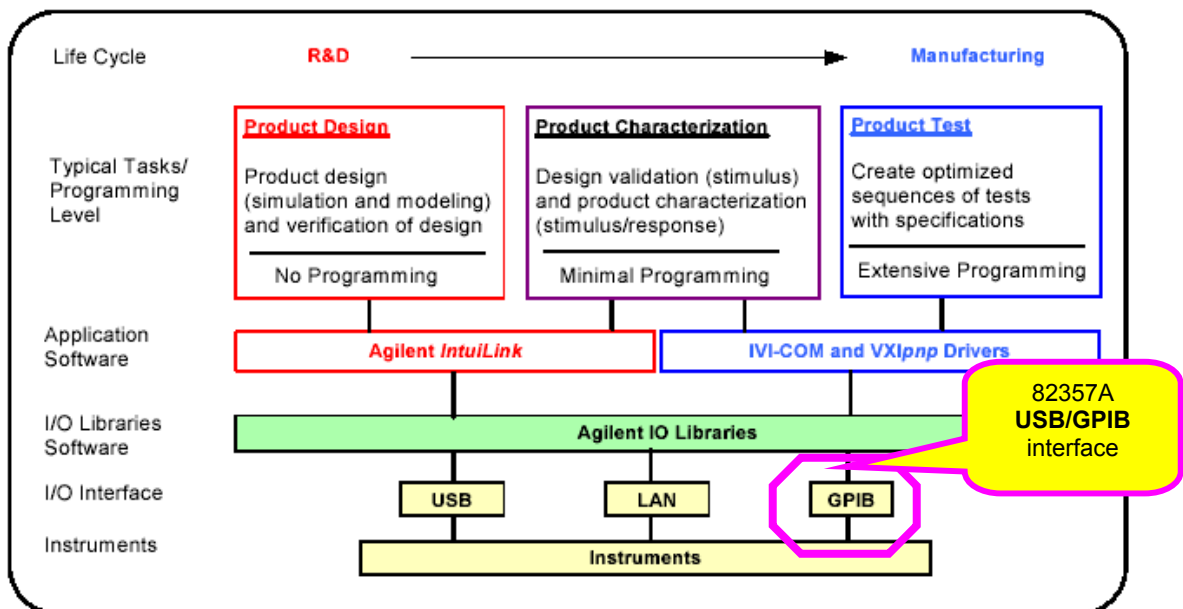 Life Cycle
R&D
Manufacturing
Typical Tasks/
Programming
Level
Product Design
Product design
(simulation and modeling)
and verification of design
No Programming
Product Characterization
Design validation (stimulus)
and product characterization
(stimulus/response)
Minimal Programming
Product Test
Create optimized
sequences of tests
with specifications
Extensive Programming
Application
Software
Agilent IntuiLink
IVI-COM and VXIpnp Drivers
82357A
USB/GPIB
interface
I/O Libraries
Software
Agilent IO Libraries
I/O Interface
USB
LAN
GPIB
Instruments
Instruments